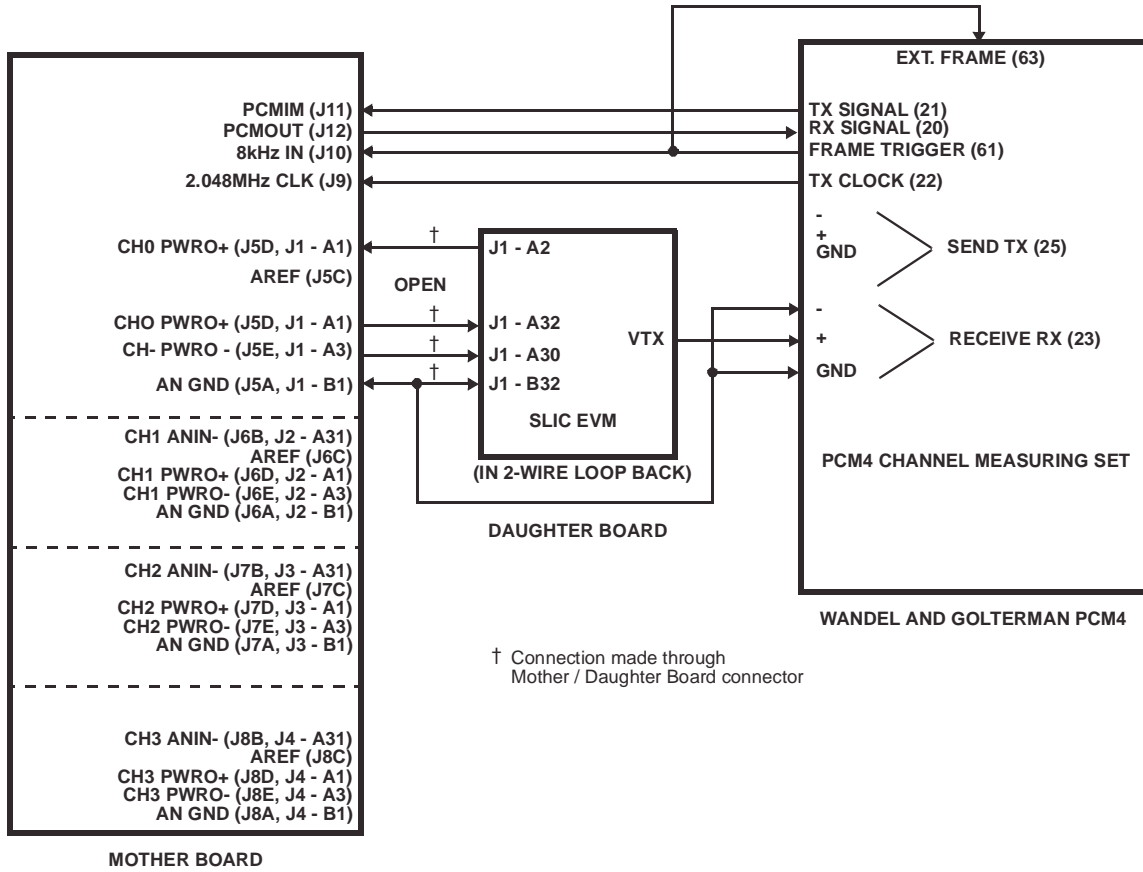 EXT. FRAME (63)
PCMIM (J11)
PCMOUT (J12)
8kHz IN (J10)
2.048MHz CLK (J9)
TX SIGNAL (21)
RX SIGNAL (20)
FRAME TRIGGER (61)
TX CLOCK (22)
-
+
GND
SEND TX (25)
CH0 PWRO+ (J5D, J1 - A1)
†
J1 - A2
AREF (J5C)
OPEN
CHO PWRO+ (J5D, J1 - A1)
†
J1 - A32
CH- PWRO - (J5E, J1 - A3)
†
J1 - A30
AN GND (J5A, J1 - B1)
†
J1 - B32
VTX
SLIC EVM
(IN 2-WIRE LOOP BACK)
DAUGHTER BOARD
-
+
GND
RECEIVE RX (23)
PCM4 CHANNEL MEASURING SET
WANDEL AND GOLTERMAN PCM4
CH1 ANIN- (J6B, J2 - A31)
AREF (J6C)
CH1 PWRO+ (J6D, J2 - A1)
CH1 PWRO- (J6E, J2 - A3)
AN GND (J6A, J2 - B1)
CH2 ANIN- (J7B, J3 - A31)
AREF (J7C)
CH2 PWRO+ (J7D, J3 - A1)
CH2 PWRO- (J7E, J3 - A3)
AN GND (J7A, J3 - B1)
† Connection made through
Mother / Daughter Board connector
CH3 ANIN- (J8B, J4 - A31)
AREF (J8C)
CH3 PWRO+ (J8D, J4 - A1)
CH3 PWRO- (J8E, J4 - A3)
AN GND (J8A, J4 - B1)
MOTHER BOARD